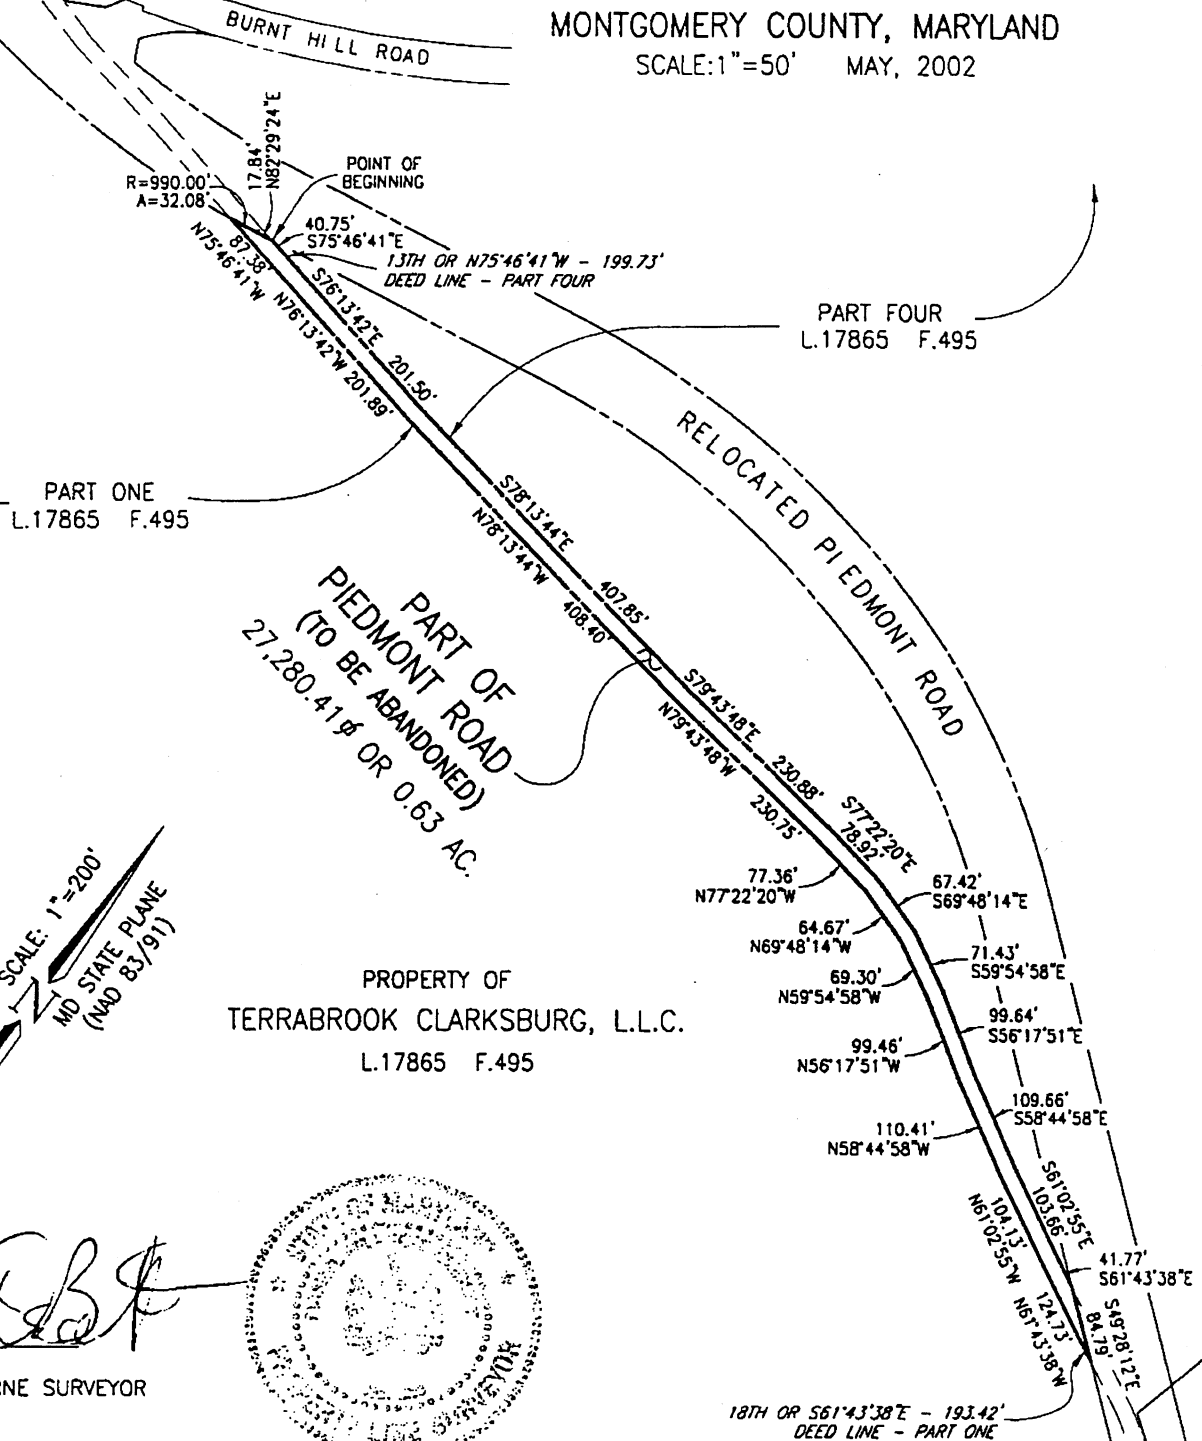 MONTGOMERY COUNTY, MARYLAND
SCALE: 1"=50' MAY, 2002
BURNT HILL ROAD
17.84'
N82°29'24"E
POINT OF
BEGINNING
R=990.00'
A=32.08'
40.75'
S75°46'41"E
13TH OR N75°46'41"W - 199.73'
DEED LINE - PART FOUR
N75°46'41"W
87.38'
S76°13'42"E
201.50'
N76°13'42"W 201.89'
PART FOUR
L.17865 F.495
RELOCATED PIEDMONT ROAD
PART ONE
L.17865 F.495
S78°13'44"E
407.85'
N78°13'44"W
408.40'
PART OF
PIEDMONT ROAD
(TO BE ABANDONED)
27,280.41 OR 0.63 AC.
S79°43'48"E
230.88'
N79°43'48"W
230.75'
S77°22'20"E
78.92'
77.36'
N77°22'20"W
67.42'
S69°48'14"E
64.67'
N69°48'14"W
71.43'
S59°54'58"E
69.30'
N59°54'58"W
99.64'
S56°17'51"E
99.46'
N56°17'51"W
109.66'
S58°44'58"E
110.41'
N58°44'58"W
S61°02'55"E
103.66'
104.13'
N61°02'55"W
41.77'
S61°43'38"E
124.73'
N61°43'38"W
S49°28'12"E
84.79'
18TH OR S61°43'38"E - 193.42'
DEED LINE - PART ONE
SCALE: 1"=200'
N
MD STATE PLANE
(NAD 83/91)
PROPERTY OF
TERRABROOK CLARKSBURG, L.L.C.
L.17865 F.495
STATE OF MARYLAND
SURVEYOR
NE SURVEYOR